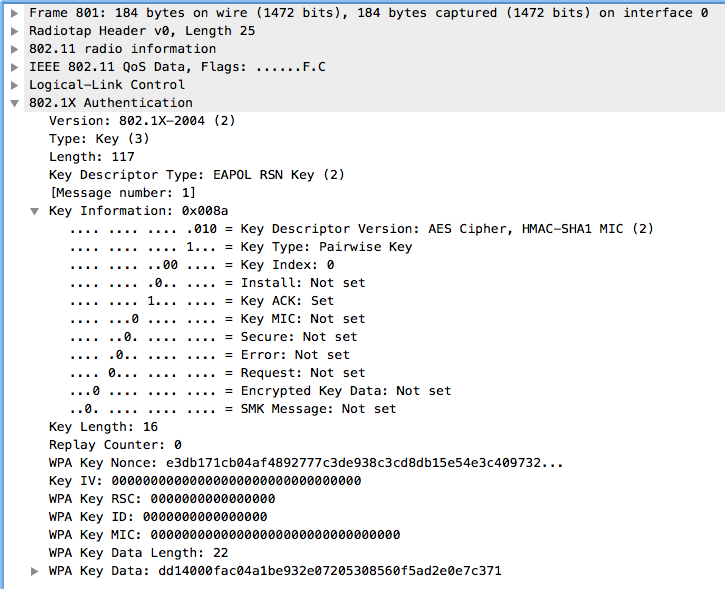 Frame 801: 184 bytes on wire (1472 bits), 184 bytes captured (1472 bits) on interface 0
Radiotap Header v0, Length 25
802.11 radio information
IEEE 802.11 QoS Data, Flags: ......F.C
Logical-Link Control
802.1X Authentication
Version: 802.1X-2004 (2)
Type: Key (3)
Length: 117
Key Descriptor Type: EAPOL RSN Key (2)
[Message number: 1]
Key Information: 0x008a
.... .... .... .010 = Key Descriptor Version: AES Cipher, HMAC-SHA1 MIC (2)
.... .... .... 1... = Key Type: Pairwise Key
.... .... ..00 .... = Key Index: 0
.... .... .0.. .... = Install: Not set
.... .... 1... .... = Key ACK: Set
.... ...0 .... .... = Key MIC: Not set
.... ..0. .... .... = Secure: Not set
.... .0.. .... .... = Error: Not set
.... 0... .... .... = Request: Not set
...0 .... .... .... = Encrypted Key Data: Not set
..0. .... .... .... = SMK Message: Not set
Key Length: 16
Replay Counter: 0
WPA Key Nonce: e3db171cb04af4892777c3de938c3cd8db15e54e3c409732...
Key IV: 00000000000000000000000000000000
WPA Key RSC: 0000000000000000
WPA Key ID: 0000000000000000
WPA Key MIC: 00000000000000000000000000000000
WPA Key Data Length: 22
WPA Key Data: dd14000fac04a1be932e07205308560f5ad2e0e7c371